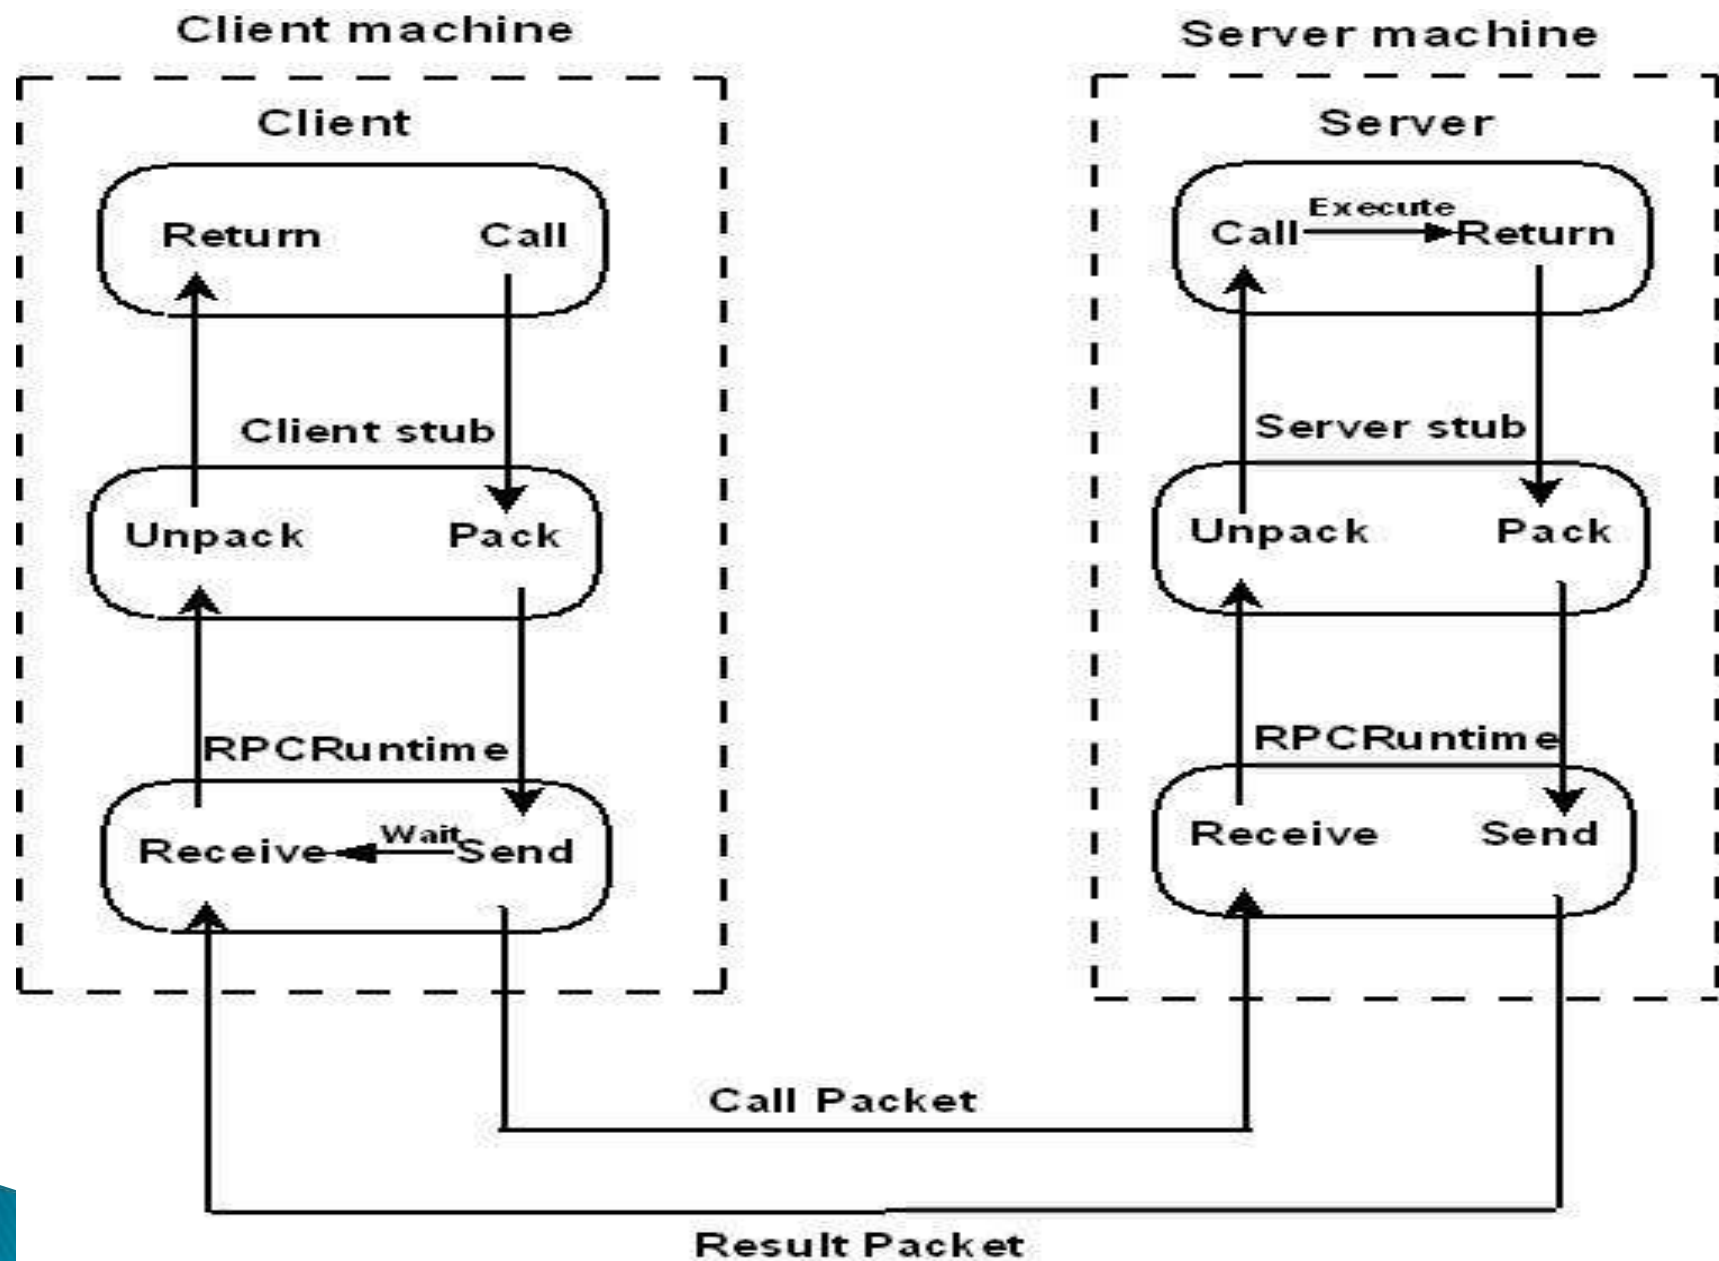 Client machine
Client
Return Call
Client stub
Unpack Pack
RPCRuntime
Wait
Receive Send
Server machine
Server
Execute
Call Return
Server stub
Unpack Pack
RPCRuntime
Receive Send
Call Packet
Result Packet